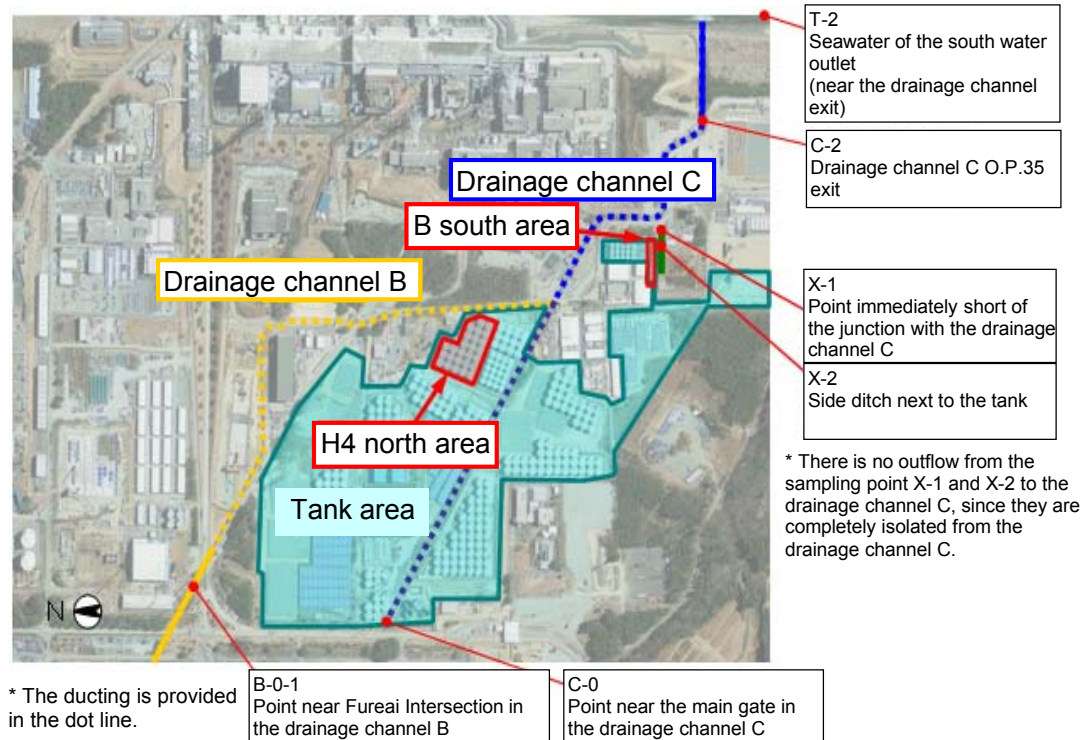 T-2
Seawater of the south water
outlet
(near the drainage channel
exit)
C-2
Drainage channel C O.P.35
exit
Drainage channel C
B south area
Drainage channel B
X-1
Point immediately short of
the junction with the drainage
channel C
X-2
Side ditch next to the tank
H4 north area
* There is no outflow from the
sampling point X-1 and X-2 to the
drainage channel C, since they are
completely isolated from the
drainage channel C.
Tank area
N
* The ducting is provided
in the dot line.
B-0-1
Point near Fureai Intersection in
the drainage channel B
C-0
Point near the main gate in
the drainage channel C